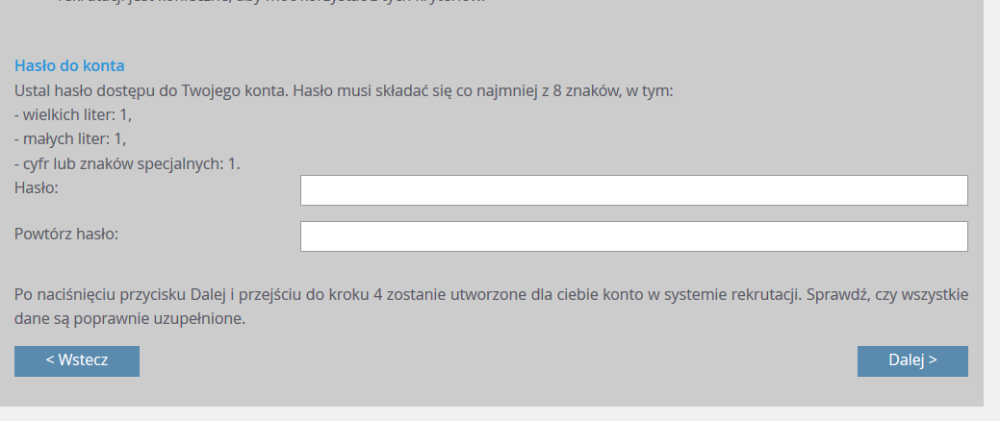 Hasło do konta
Ustal hasło dostępu do Twojego konta. Hasło musi składać się co najmniej z 8 znaków, w tym:
- wielkich liter: 1,
- małych liter: 1,
- cyfr lub znaków specjalnych: 1.
Hasło:
Powtórz hasło:
Po naciśnięciu przycisku Dalej i przejściu do kroku 4 zostanie utworzone dla ciebie konto w systemie rekrutacji. Sprawdź, czy wszystkie
dane są poprawnie uzupełnione.
< Wstecz
Dalej >